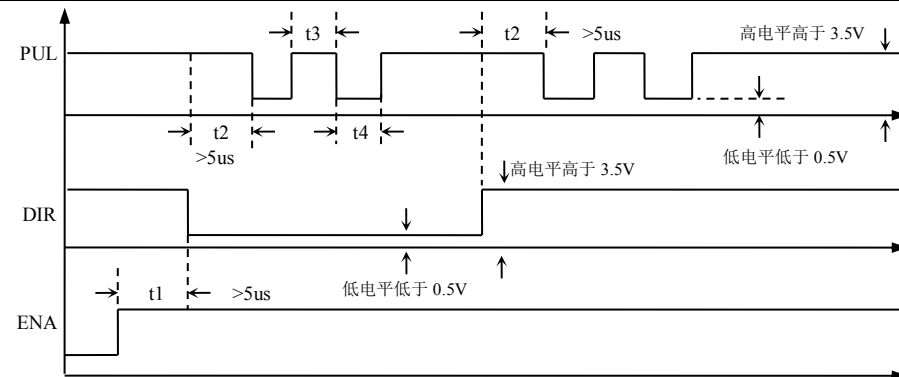 t3
t2
>5us
高电平高于 3.5V
PUL
t2
t4
>5us
低电平低于 0.5V
高电平高于 3.5V
DIR
低电平低于 0.5V
t1
>5us
ENA